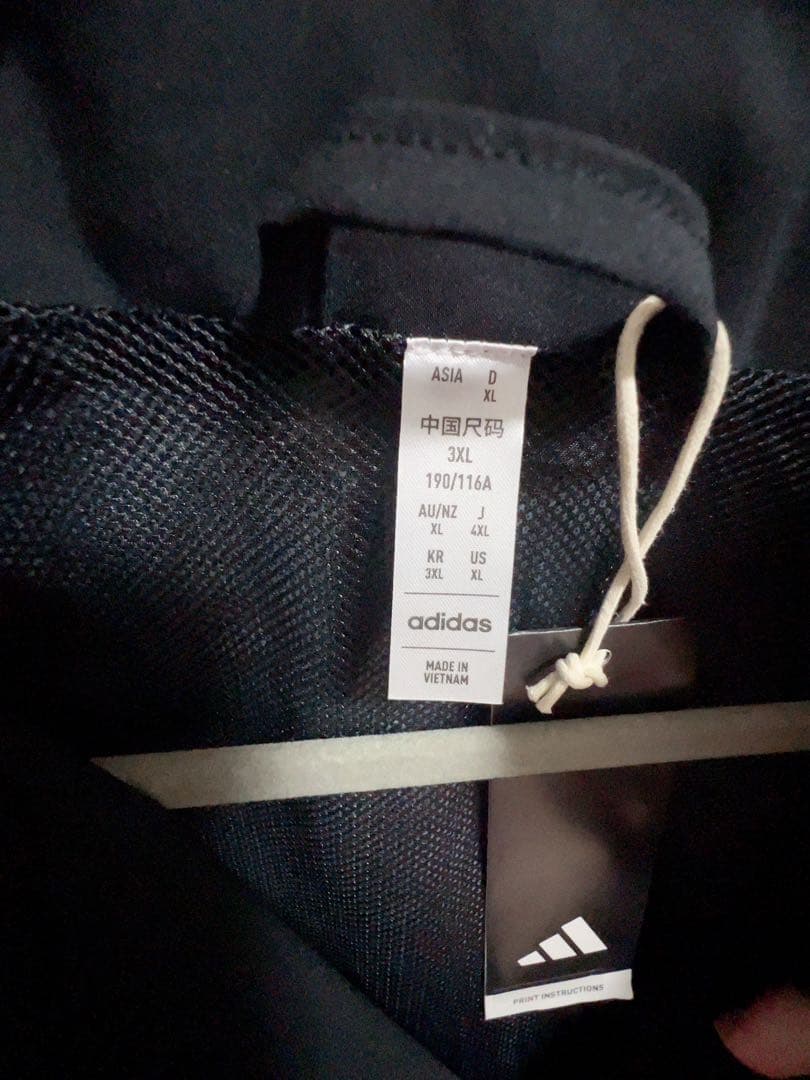 ASIA D
XL
中国尺码
3XL
190/116A
AU/NZ J
XL 4XL
KR US
3XL XL
adidas
MADE IN
VIETNAM
PRINT INSTRUCTIONS